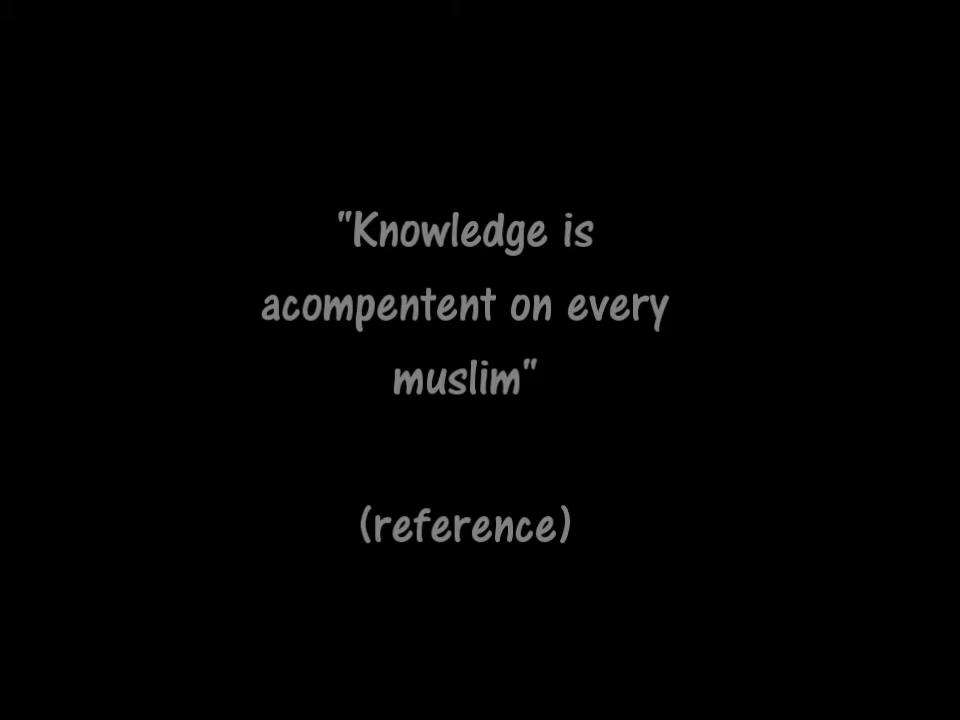 "Knowledge is
acompentent on every
muslim"
(reference)